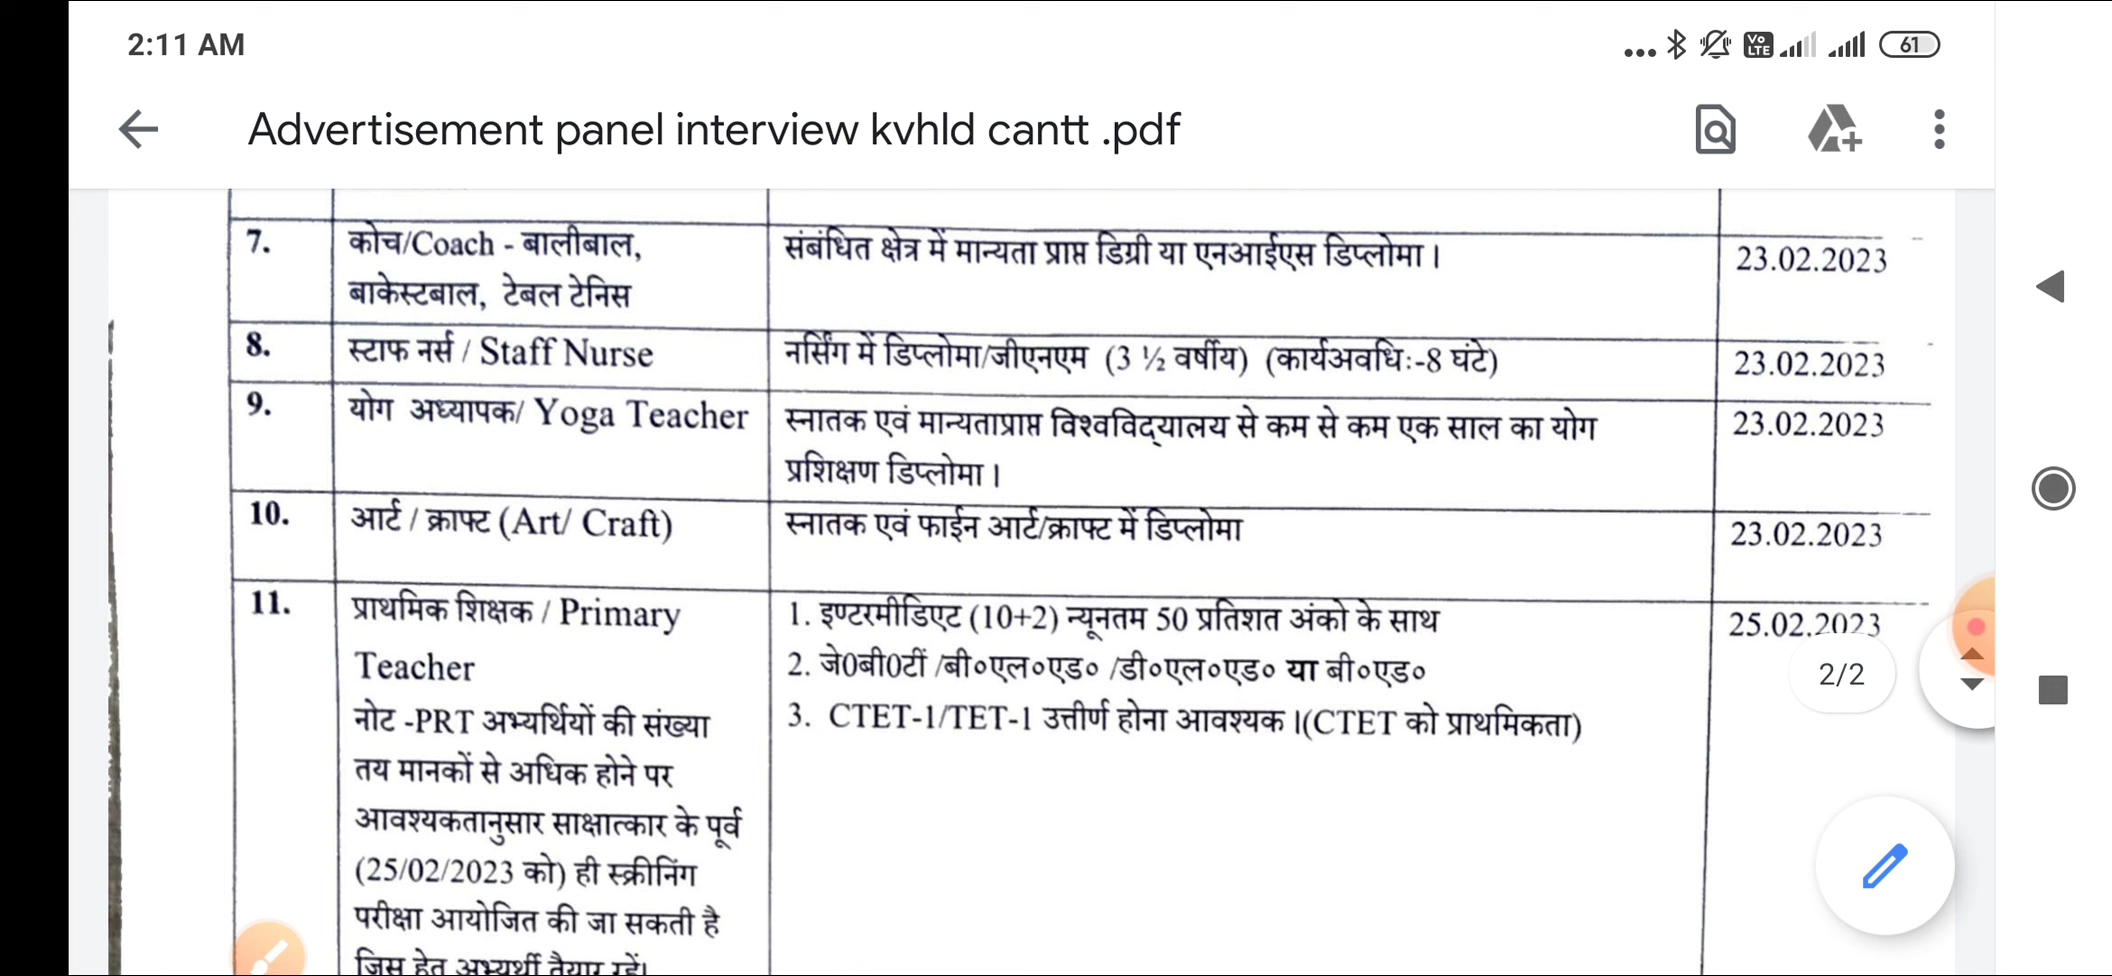 2:11 AM
... Vo LTE 61
Advertisement panel interview kvhld cantt .pdf
7. कोच/Coach - बालीबाल, संबंधित क्षेत्र में मान्यता प्राप्त डिग्री या एनआईएस डिप्लोमा। 23.02.2023
बाकेस्टबाल, टेबल टेनिस
8. स्टाफ नर्स / Staff Nurse नर्सिंग में डिप्लोमा/जीएनएम (3 ½ वर्षीय) (कार्यअवधिः-8 घंटे) 23.02.2023
9. योग अध्यापक/ Yoga Teacher स्नातक एवं मान्यताप्राप्त विश्वविद्यालय से कम से कम एक साल का योग 23.02.2023
प्रशिक्षण डिप्लोमा।
10. आर्ट / क्राफ्ट (Art/ Craft) स्नातक एवं फाईन आर्ट/क्राफ्ट में डिप्लोमा 23.02.2023
11. प्राथमिक शिक्षक / Primary 1. इण्टरमीडिएट (10+2) न्यूनतम 50 प्रतिशत अंको के साथ 25.02.2023
Teacher 2. जे0बी0टीं /बी०एल०एड० /डी०एल०एड० या बी०एड० 2/2
नोट -PRT अभ्यर्थियों की संख्या 3. CTET-1/TET-1 उत्तीर्ण होना आवश्यक ।(CTET को प्राथमिकता)
तय मानकों से अधिक होने पर
आवश्यकतानुसार साक्षात्कार के पूर्व
(25/02/2023 को) ही स्क्रीनिंग
परीक्षा आयोजित की जा सकती है
जिस हेतु अभ्यर्थी तैयार रहें।